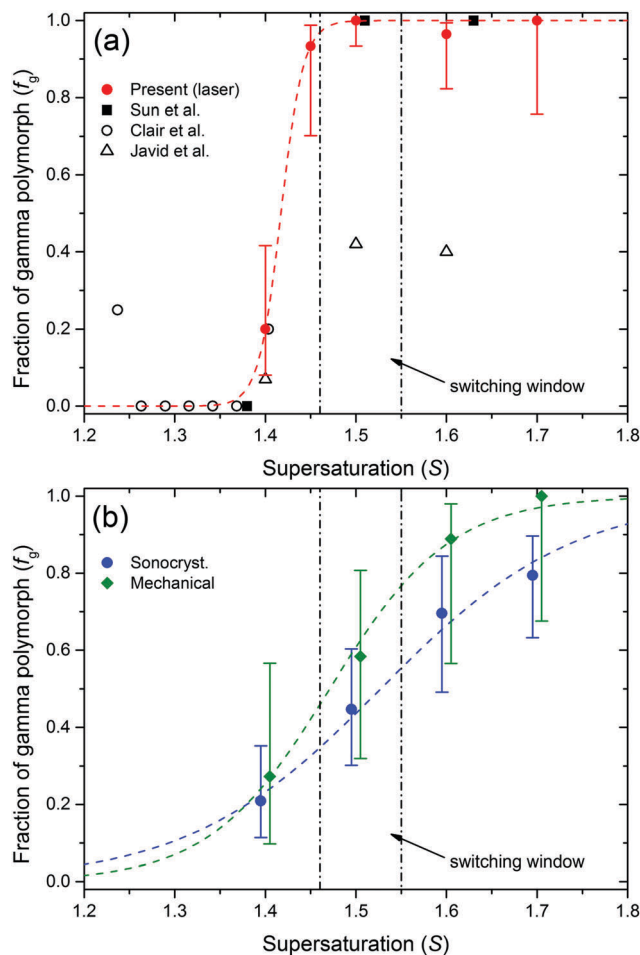 (a)
Fraction of gamma polymorph (fg)
1.0
0.8
0.6
0.4
0.2
0.0
Present (laser)
Sun et al.
Clair et al.
Javid et al.
switching window
1.2 1.3 1.4 1.5 1.6 1.7 1.8
Supersaturation (S)
(b)
Fraction of gamma polymorph (fg)
1.0
0.8
0.6
0.4
0.2
0.0
Sonocryst.
Mechanical
switching window
1.2 1.3 1.4 1.5 1.6 1.7 1.8
Supersaturation (S)